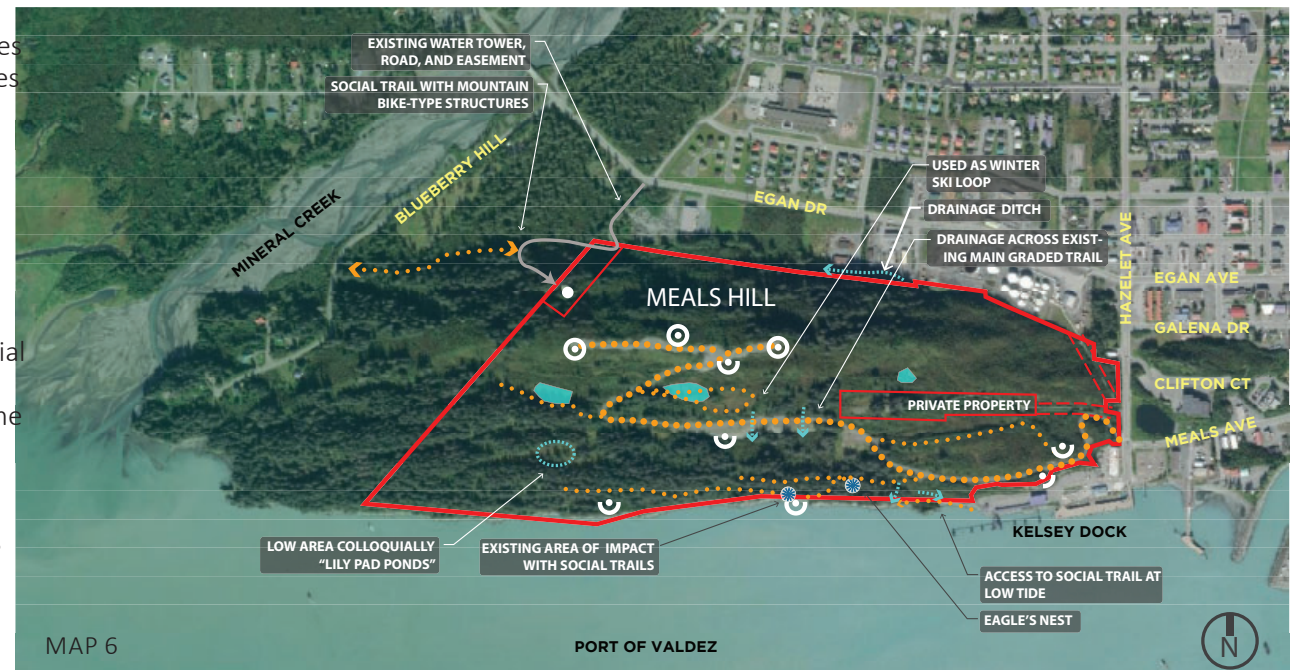 es
es
ial
ne
EXISTING WATER TOWER,
ROAD, AND EASEMENT
SOCIAL TRAIL WITH MOUNTAIN
BIKE-TYPE STRUCTURES
BLUEBERRY HILL
MINERAL CREEK
USED AS WINTER
SKI LOOP
EGAN DR
DRAINAGE DITCH
DRAINAGE ACROSS EXIST-
ING MAIN GRADED TRAIL
HAZELET AVE
EGAN AVE
MEALS HILL
GALENA DR
CLIFTON CT
PRIVATE PROPERTY
MEALS AVE
KELSEY DOCK
LOW AREA COLLOQUIALLY
"LILY PAD PONDS"
EXISTING AREA OF IMPACT
WITH SOCIAL TRAILS
ACCESS TO SOCIAL TRAIL AT
LOW TIDE
EAGLE'S NEST
MAP 6
PORT OF VALDEZ
N